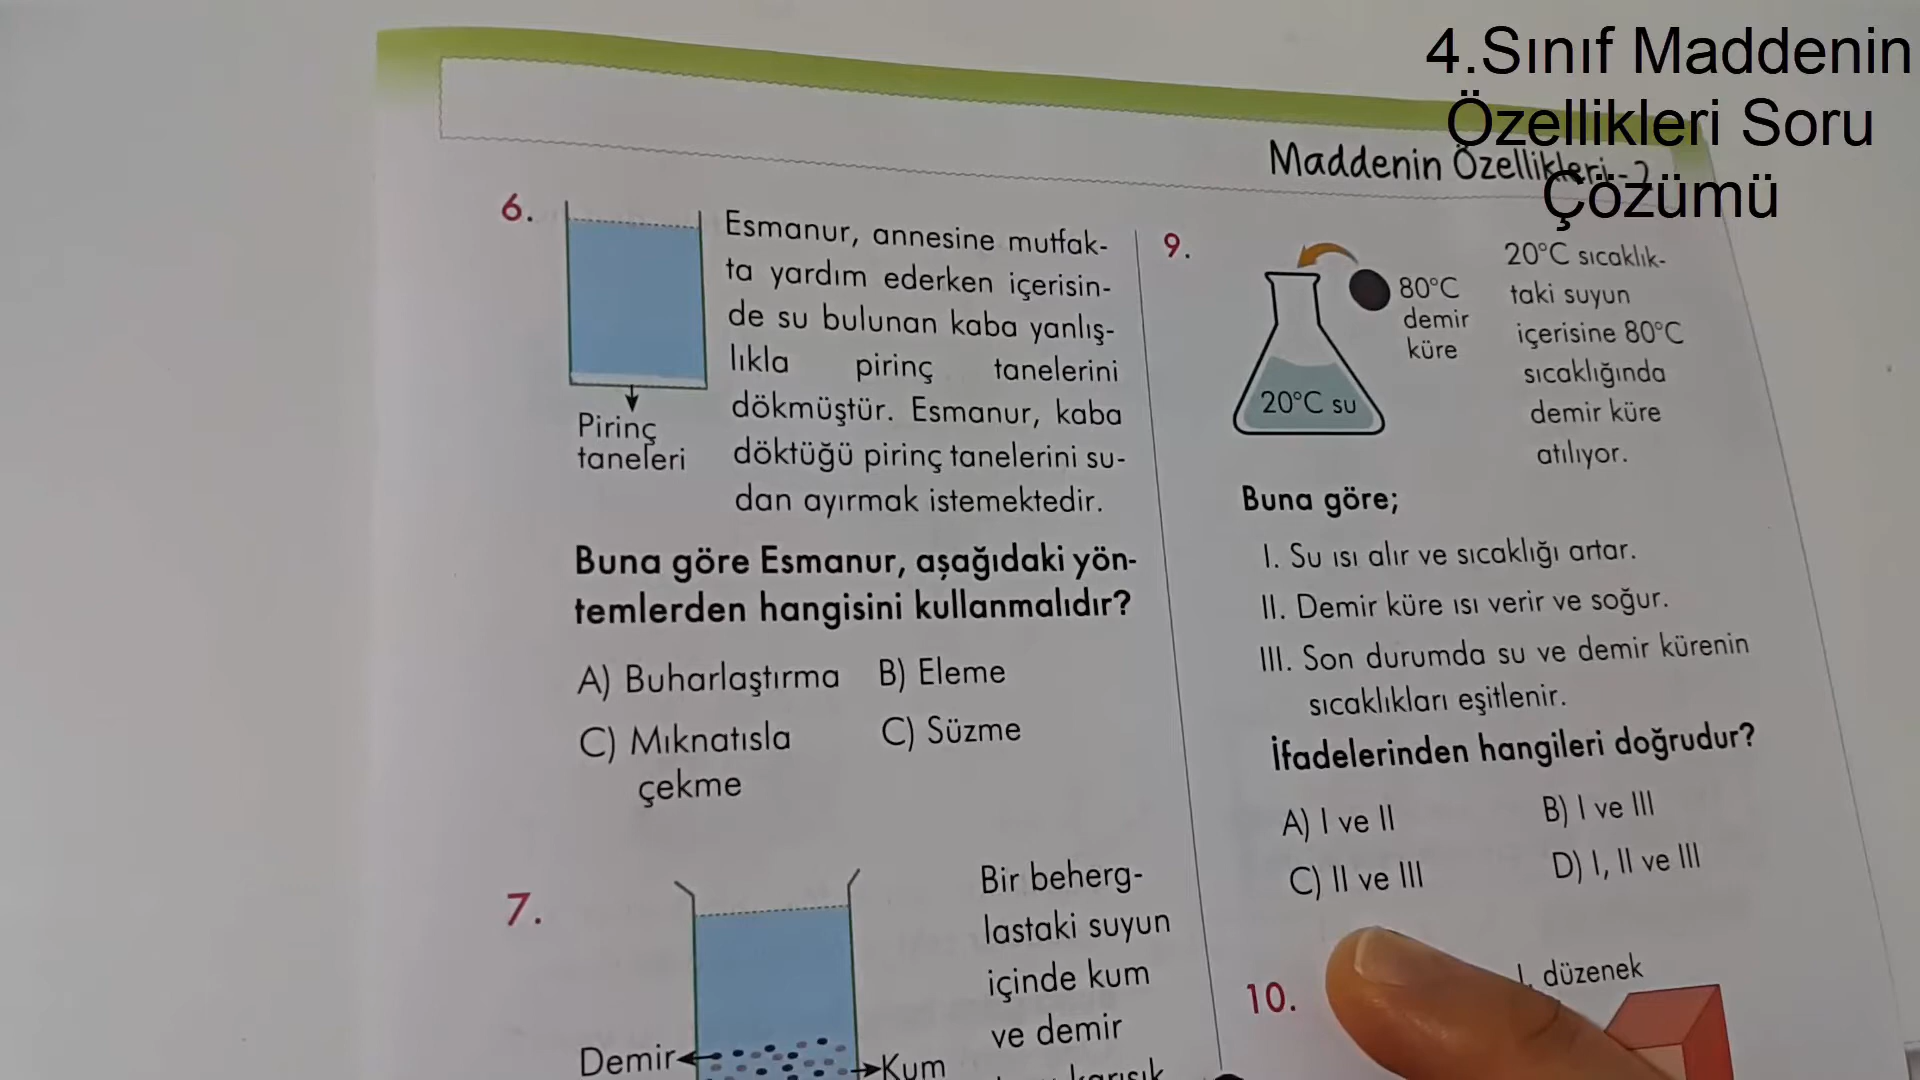 4.Sınıf Maddenin
Özellikleri Soru
Çözümü
Maddenin Özellikleri-2
6.
Esmanur, annesine mutfak-
ta yardım ederken içerisin-
de su bulunan kaba yanlış-
lıkla pirinç tanelerini
dökmüştür. Esmanur, kaba
döktüğü pirinç tanelerini su-
dan ayırmak istemektedir.
Pirinç
taneleri
Buna göre Esmanur, aşağıdaki yön-
temlerden hangisini kullanmalıdır?
A) Buharlaştırma B) Eleme
C) Mıknatısla C) Süzme
çekme
7.
Bir beherg-
lastaki suyun
içinde kum
ve demir
karışık
Demir
Kum
9.
80°C
demir
küre
20°C su
20°C sıcaklık-
taki suyun
içerisine 80°C
sıcaklığında
demir küre
atılıyor.
Buna göre;
I. Su ısı alır ve sıcaklığı artar.
II. Demir küre ısı verir ve soğur.
III. Son durumda su ve demir kürenin
sıcaklıkları eşitlenir.
İfadelerinden hangileri doğrudur?
A) I ve II B) I ve III
C) II ve III D) I, II ve III
10.
I. düzenek